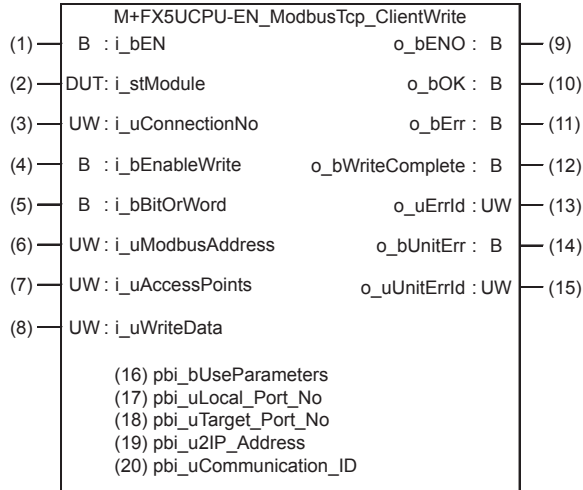 M+FX5UCPU-EN_ModbusTcp_ClientWrite
(1) B : i_bEN o_bENO : B (9)
(2) DUT: i_stModule o_bOK : B (10)
(3) UW : i_uConnectionNo o_bErr : B (11)
(4) B : i_bEnableWrite o_bWriteComplete : B (12)
(5) B : i_bBitOrWord o_uErrId : UW (13)
(6) UW : i_uModbusAddress o_bUnitErr : B (14)
(7) UW : i_uAccessPoints o_uUnitErrId : UW (15)
(8) UW : i_uWriteData
(16) pbi_bUseParameters
(17) pbi_uLocal_Port_No
(18) pbi_uTarget_Port_No
(19) pbi_u2IP_Address
(20) pbi_uCommunication_ID